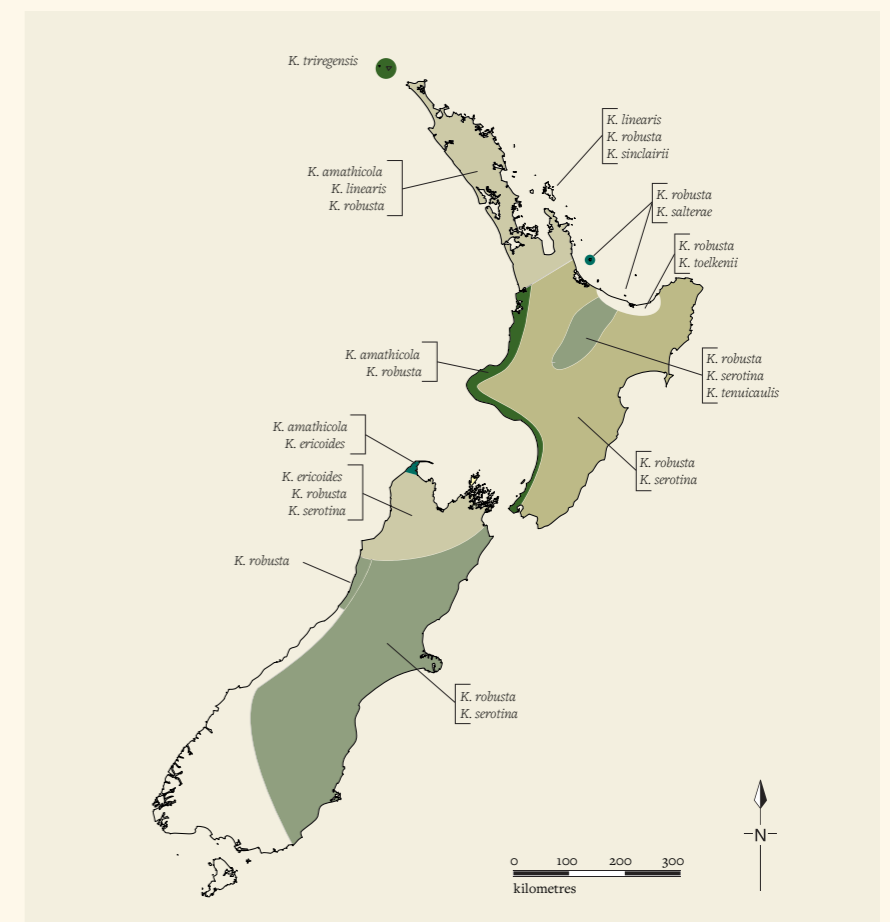 K. triregensis
K. linearis
K. robusta
K. sinclairii
K. amathicola
K. linearis
K. robusta
K. robusta
K. salterae
K. robusta
K. toelkenii
K. amathicola
K. robusta
K. robusta
K. serotina
K. tenuicaulis
K. amathicola
K. ericoides
K. robusta
K. serotina
K. ericoides
K. robusta
K. serotina
K. robusta
K. robusta
K. serotina
N
0 100 200 300
kilometres